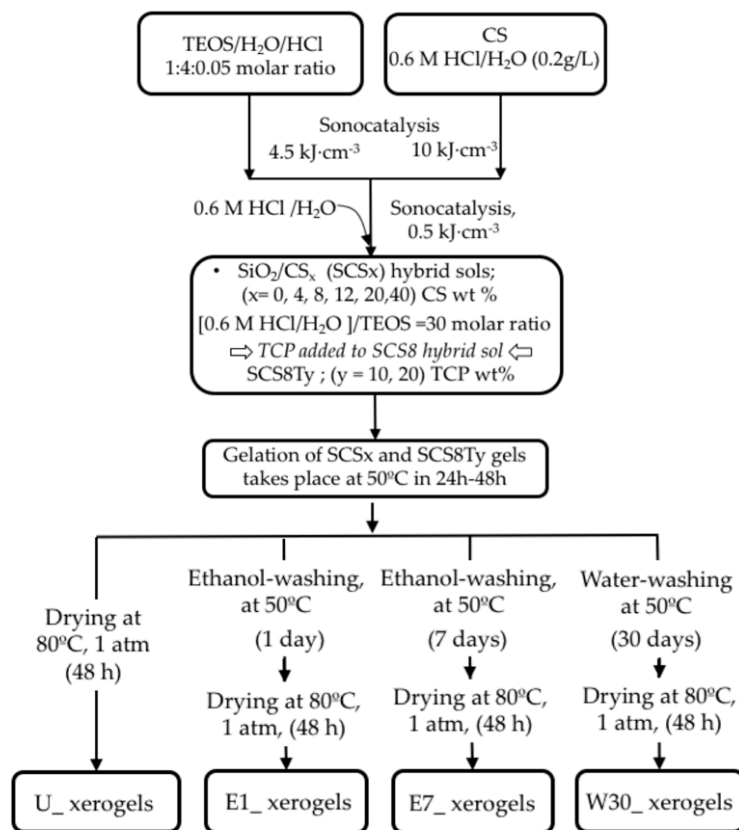 TEOS/H₂O/HCl
1:4:0.05 molar ratio
CS
0.6 M HCl/H₂O (0.2g/L)
Sonocatalysis
4.5 kJ·cm⁻³
10 kJ·cm⁻³
0.6 M HCl /H₂O
Sonocatalysis,
0.5 kJ·cm⁻³
• SiO₂/CSₓ (SCSx) hybrid sols;
(x= 0, 4, 8, 12, 20,40) CS wt %
[0.6 M HCl/H₂O ]/TEOS =30 molar ratio
⇨ TCP added to SCS8 hybrid sol ⇦
SCS8Ty ; (y = 10, 20) TCP wt%
Gelation of SCSx and SCS8Ty gels
takes place at 50ºC in 24h-48h
Drying at
80ºC, 1 atm
(48 h)
Ethanol-washing,
at 50ºC
(1 day)
Drying at 80ºC,
1 atm, (48 h)
Ethanol-washing,
at 50ºC
(7 days)
Drying at 80ºC,
1 atm, (48 h)
Water-washing
at 50ºC
(30 days)
Drying at 80ºC,
1 atm, (48 h)
U_ xerogels
E1_ xerogels
E7_ xerogels
W30_ xerogels